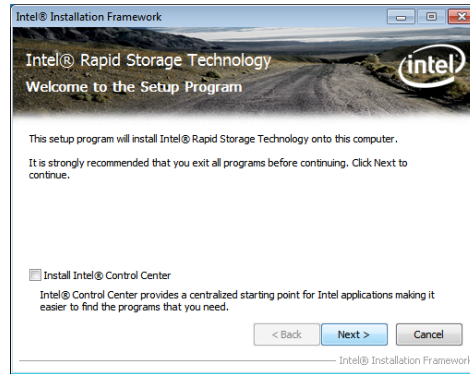 Intel® Installation Framework
Intel® Rapid Storage Technology
Welcome to the Setup Program
intel
This setup program will install Intel® Rapid Storage Technology onto this computer.
It is strongly recommended that you exit all programs before continuing. Click Next to
continue.
Install Intel® Control Center
Intel® Control Center provides a centralized starting point for Intel applications making it
easier to find the programs that you need.
< Back Next > Cancel
Intel® Installation Framework